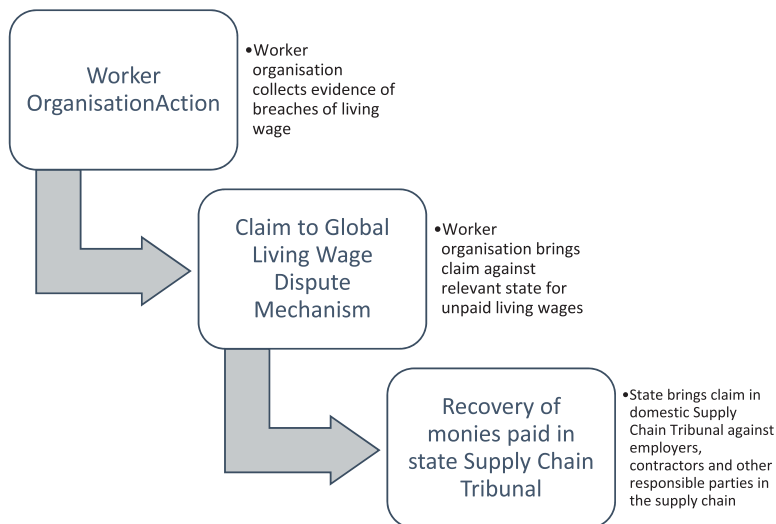 Worker
OrganisationAction
•Worker
organisation
collects evidence of
breaches of living
wage
Claim to Global
Living Wage
Dispute
Mechanism
•Worker
organisation brings
claim against
relevant state for
unpaid living wages
Recovery of
monies paid in
state Supply Chain
Tribunal
•State brings claim in
domestic Supply
Chain Tribunal against
employers,
contractors and other
responsible parties in
the supply chain